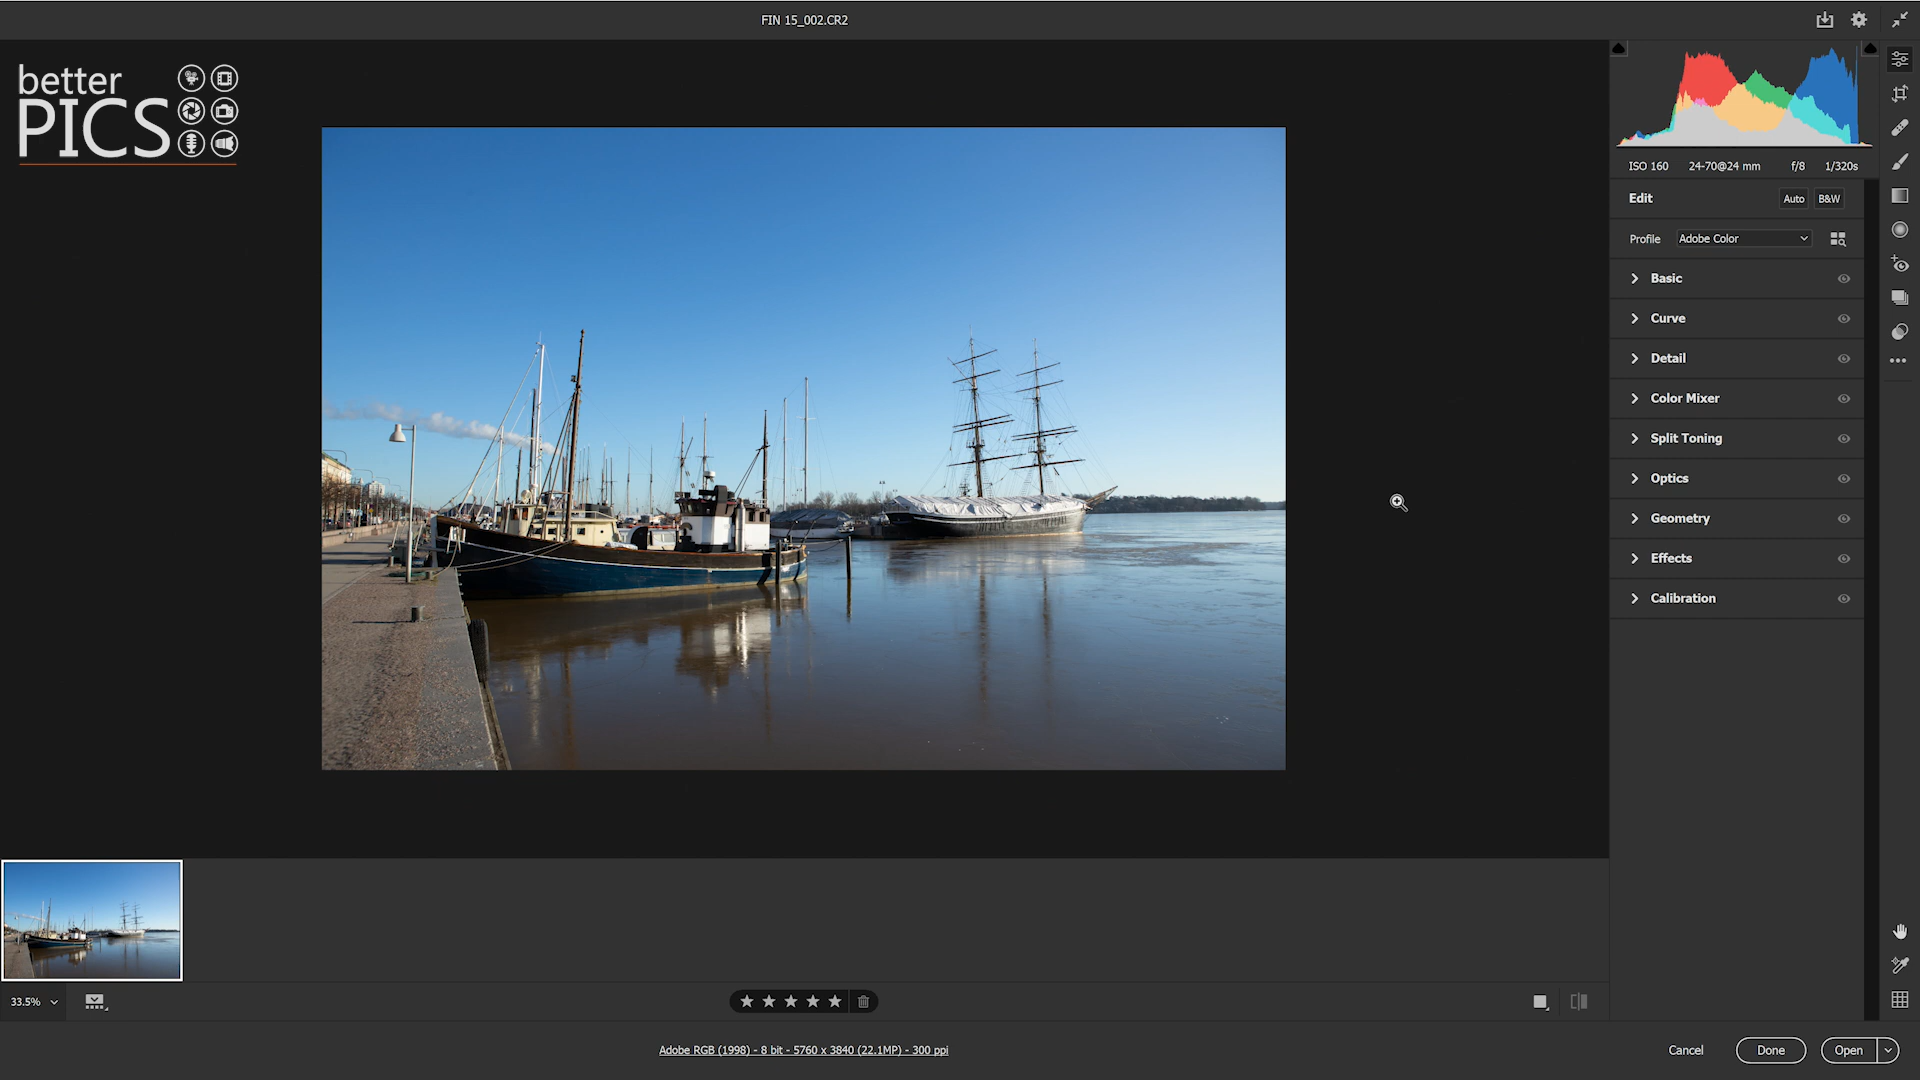 FIN 15_002.CR2
better
PICS
ISO 160 24-70@24 mm f/8 1/320s
Edit Auto B&W
Profile Adobe Color
Basic
Curve
Detail
Color Mixer
Split Toning
Optics
Geometry
Effects
Calibration
33.5%
Adobe RGB (1998) - 8 bit - 5760 x 3840 (22.1MP) - 300 ppi
Cancel Done Open